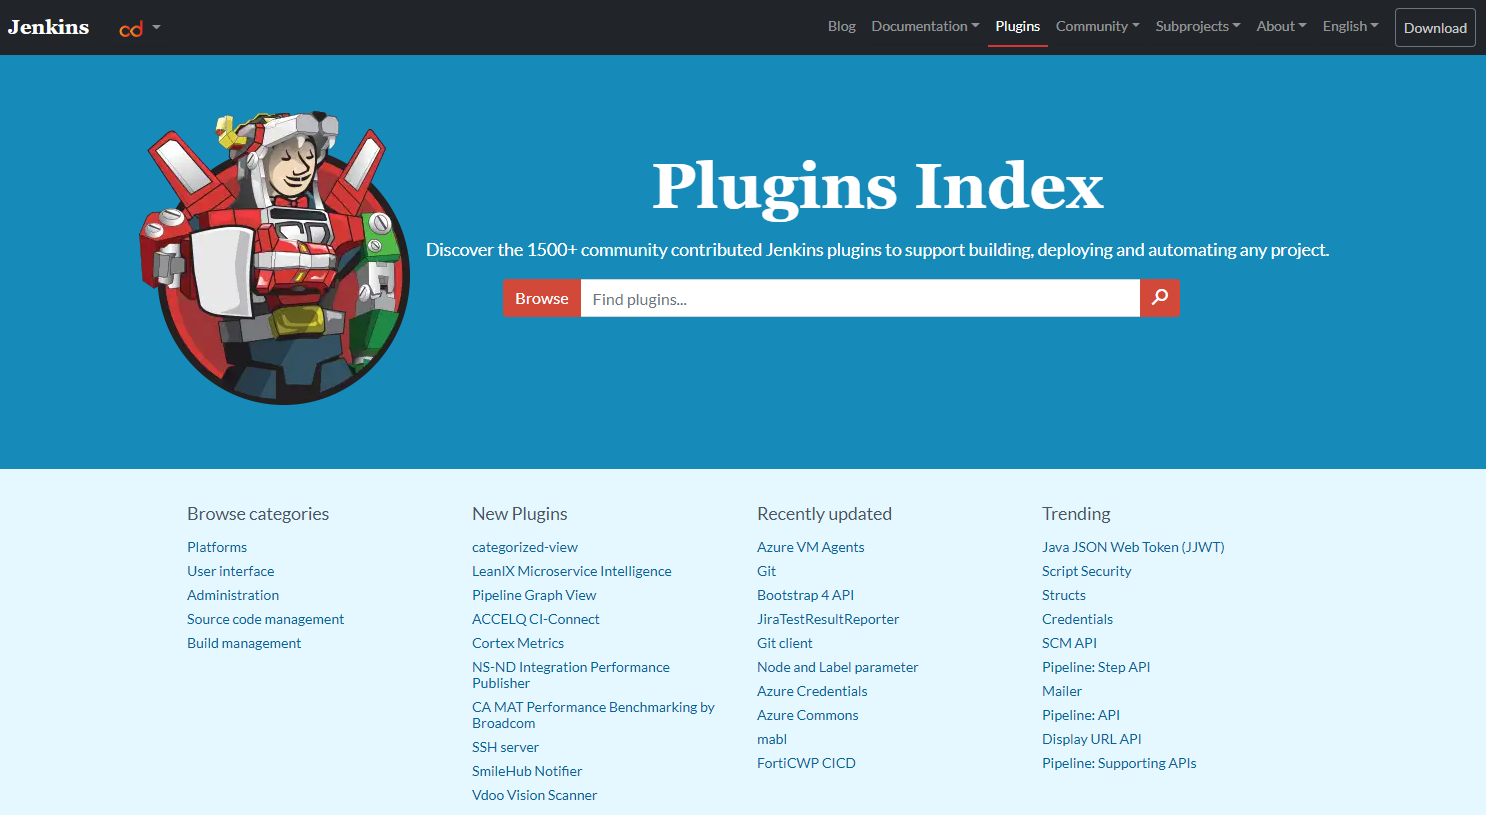 Jenkins
cd
Blog
Documentation
Plugins
Community
Subprojects
About
English
Download
Plugins Index
Discover the 1500+ community contributed Jenkins plugins to support building, deploying and automating any project.
Browse
Find plugins...
Browse categories
Platforms
User interface
Administration
Source code management
Build management
New Plugins
categorized-view
LeanIX Microservice Intelligence
Pipeline Graph View
ACCELQ CI-Connect
Cortex Metrics
NS-ND Integration Performance
Publisher
CA MAT Performance Benchmarking by
Broadcom
SSH server
SmileHub Notifier
Vdoo Vision Scanner
Recently updated
Azure VM Agents
Git
Bootstrap 4 API
JiraTestResultReporter
Git client
Node and Label parameter
Azure Credentials
Azure Commons
mabl
FortiCWP CICD
Trending
Java JSON Web Token (JJWT)
Script Security
Structs
Credentials
SCM API
Pipeline: Step API
Mailer
Pipeline: API
Display URL API
Pipeline: Supporting APIs